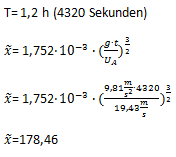 T= 1,2 h (4320 Sekunden)
x̃= 1,752·10⁻³ · (g·t/U_A)^(3/2)
x̃= 1,752·10⁻³ · (9,81 m/s² ·4320 / 19,43 m/s)^(3/2)
x̃=178,46